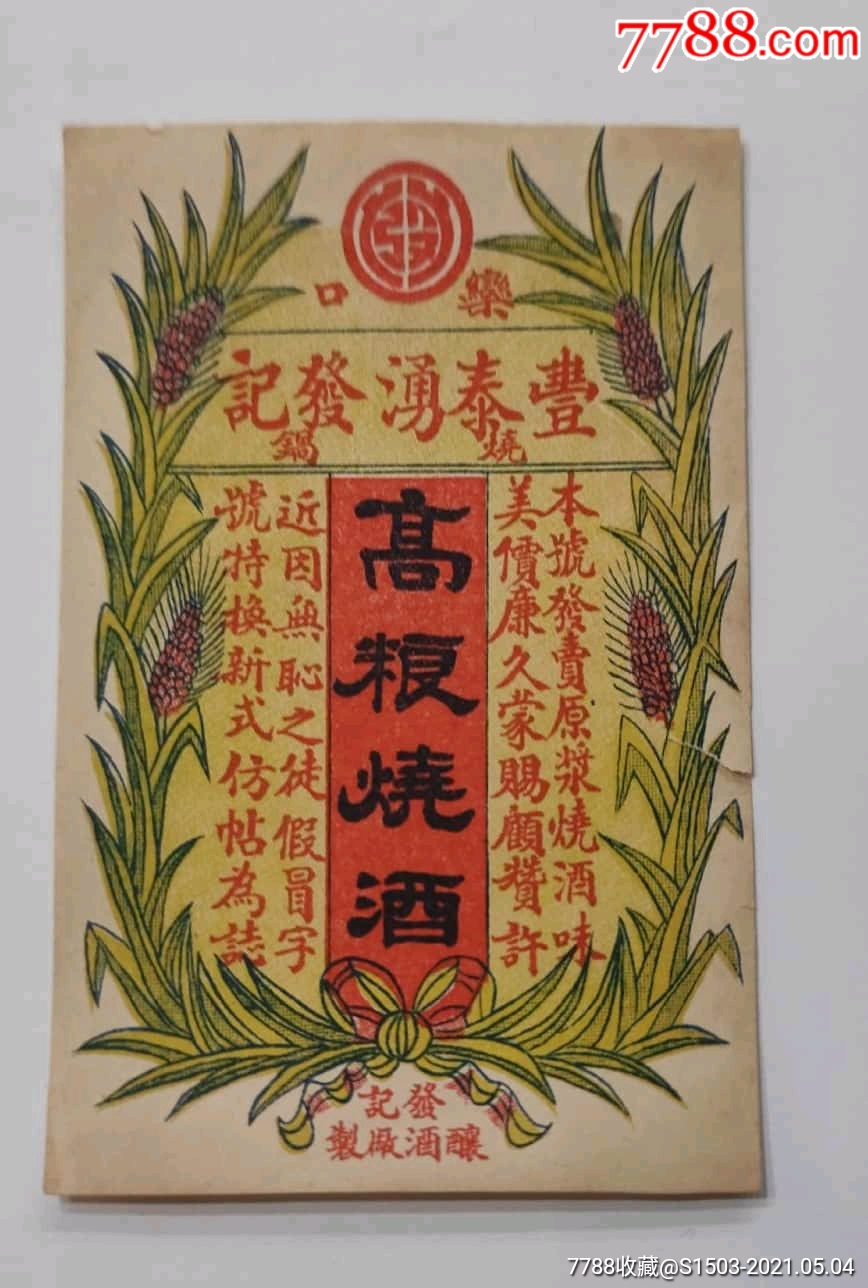 7788.com
欒口
豐泰湧發記
燒鍋
高粮燒酒
本號發賣原漿燒酒味
美價廉久蒙賜顧贊許
近因無恥之徒假冒字
號特換新式仿帖為誌
發記
釀酒厰製
7788收藏@S1503-2021.05.04